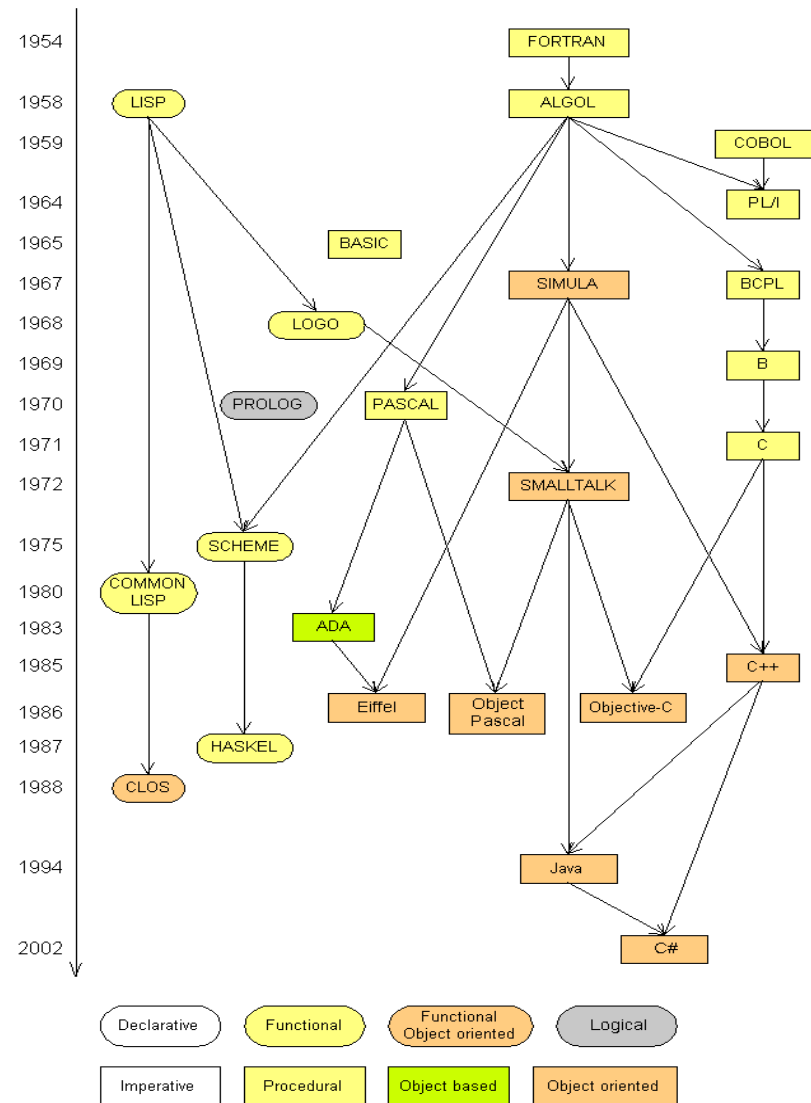 1954
FORTRAN
1958
LISP
ALGOL
1959
COBOL
1964
PL/I
1965
BASIC
1967
SIMULA
BCPL
1968
LOGO
1969
B
1970
PROLOG
PASCAL
1971
C
1972
SMALLTALK
1975
SCHEME
1980
COMMON
LISP
1983
ADA
1985
C++
1986
Eiffel
Object
Pascal
Objective-C
1987
HASKEL
1988
CLOS
1994
Java
2002
C#
Declarative
Functional
Functional
Object oriented
Logical
Imperative
Procedural
Object based
Object oriented